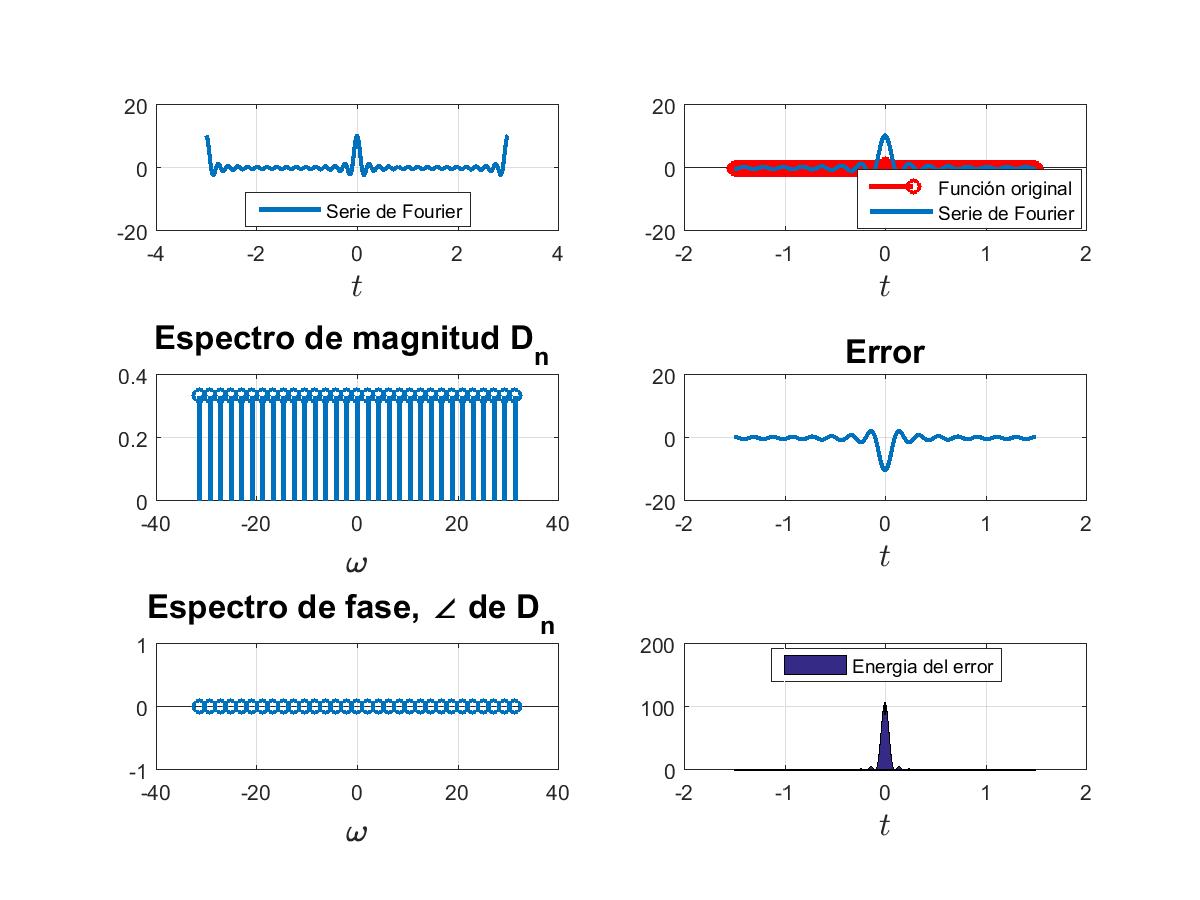 20
0
-20
-4 -2 0 2 4
t
Serie de Fourier
20
0
-20
-2 -1 0 1 2
t
Función original
Serie de Fourier
Espectro de magnitud Dn
0.4
0.2
0
-40 -20 0 20 40
ω
Error
20
0
-20
-2 -1 0 1 2
t
Espectro de fase, ∠ de Dn
1
0
-1
-40 -20 0 20 40
ω
200
100
0
-2 -1 0 1 2
t
Energia del error